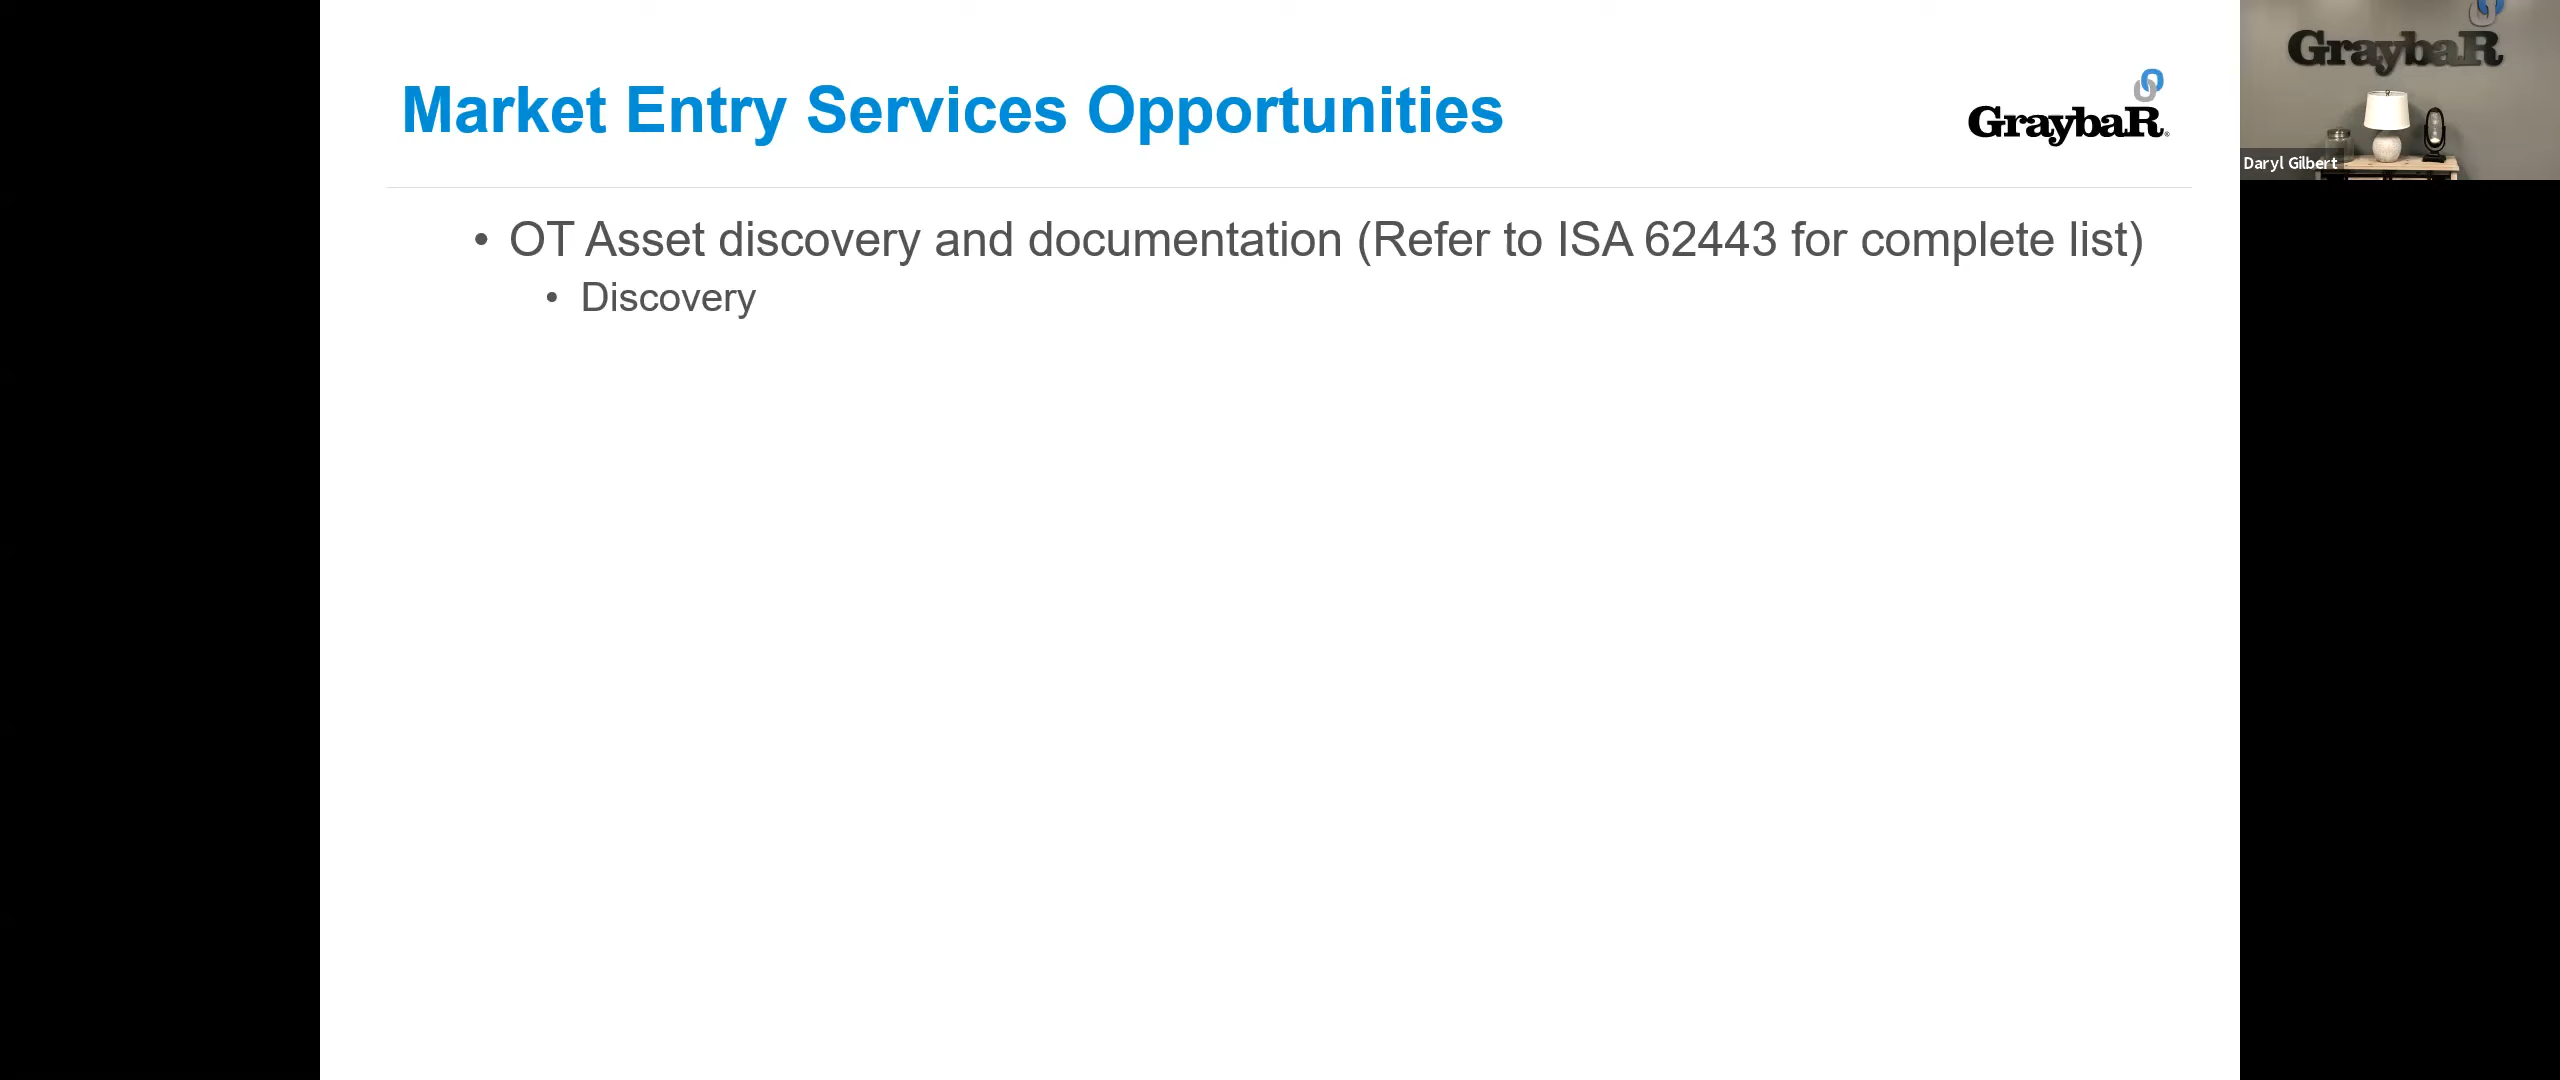 Market Entry Services Opportunities
GraybaR
GraybaR
Daryl Gilbert
• OT Asset discovery and documentation (Refer to ISA 62443 for complete list)
• Discovery